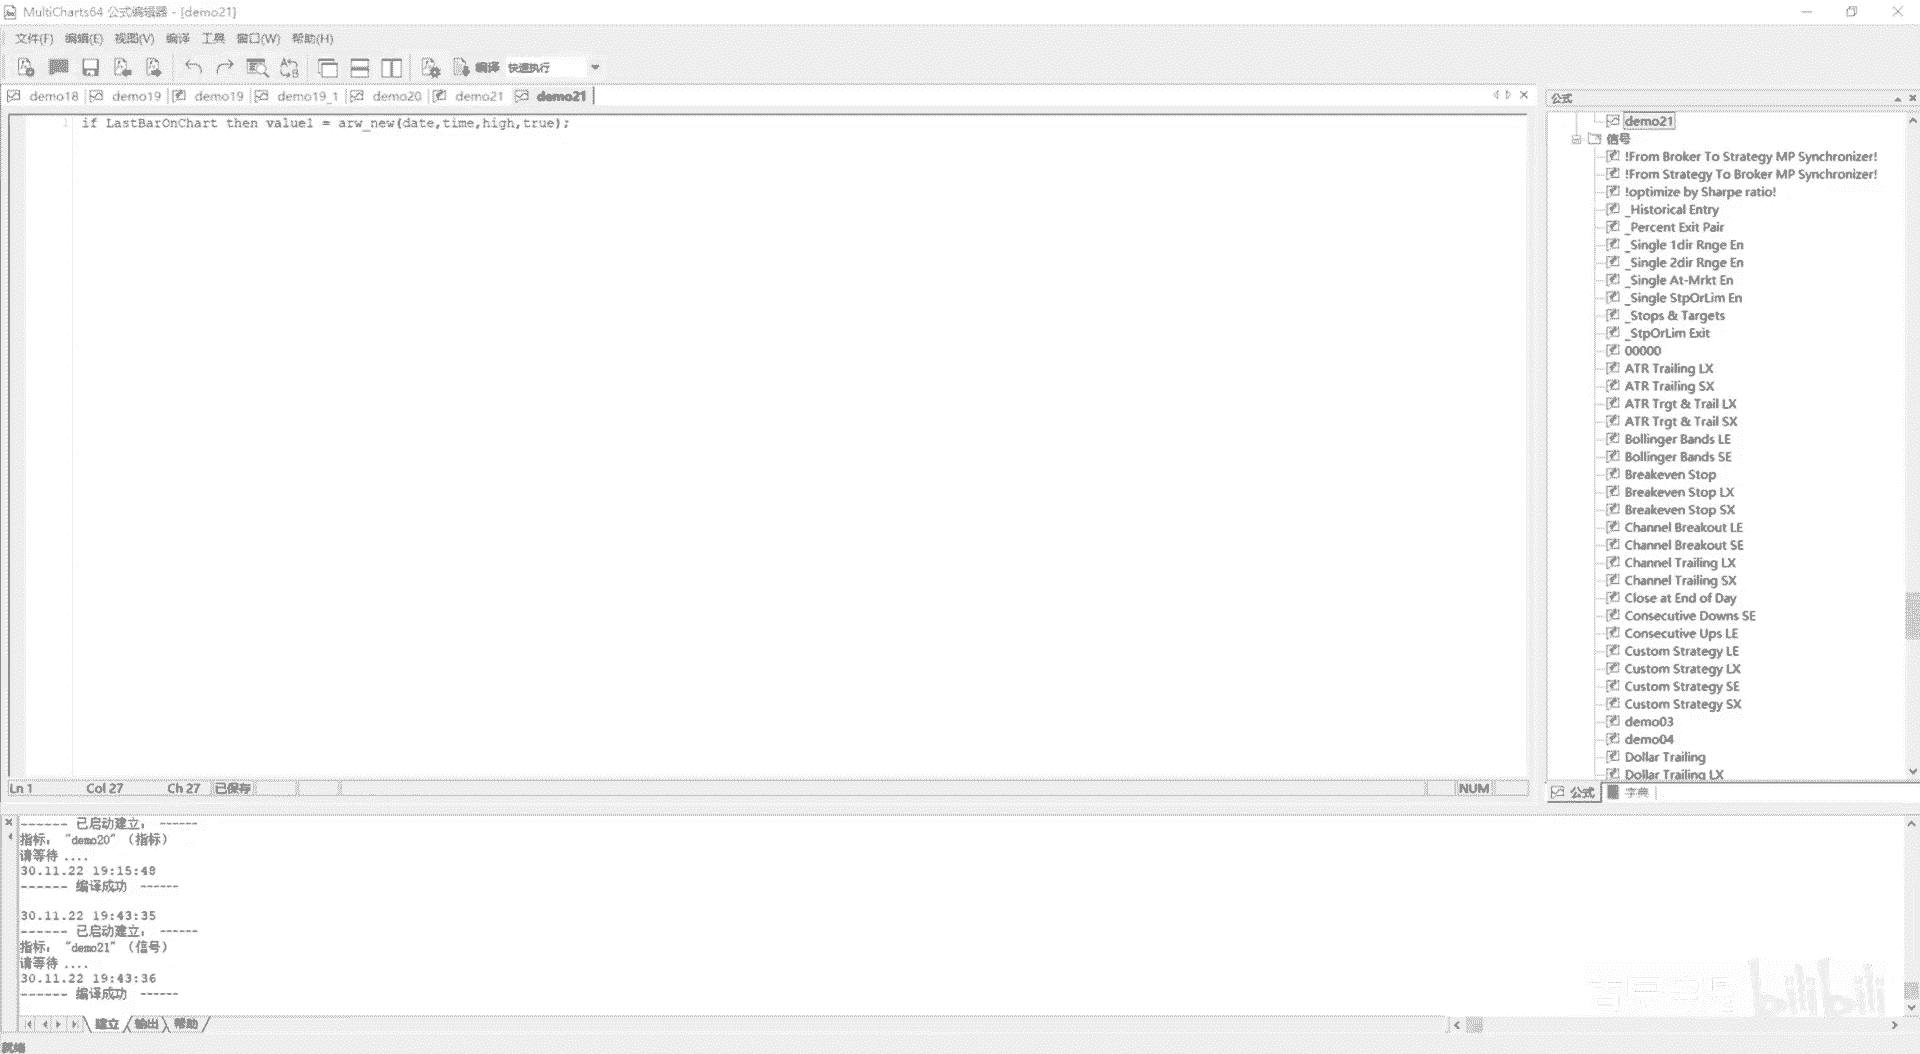 MultiCharts64 公式编辑器 - [demo21]
文件(F) 编辑(E) 视图(V) 编译 工具 窗口(W) 帮助(H)
编译 快速执行
demo18 demo19 demo19 demo19_1 demo20 demo21 demo21
1 if LastBarOnChart then value1 = arw_new(date,time,high,true);
Ln 1 Col 27 Ch 27 已保存 NUM
公式
demo21
信号
!From Broker To Strategy MP Synchronizer!
!From Strategy To Broker MP Synchronizer!
!optimize by Sharpe ratio!
_Historical Entry
_Percent Exit Pair
_Single 1dir Rnge En
_Single 2dir Rnge En
_Single At-Mrkt En
_Single StpOrLim En
_Stops & Targets
_StpOrLim Exit
00000
ATR Trailing LX
ATR Trailing SX
ATR Trgt & Trail LX
ATR Trgt & Trail SX
Bollinger Bands LE
Bollinger Bands SE
Breakeven Stop
Breakeven Stop LX
Breakeven Stop SX
Channel Breakout LE
Channel Breakout SE
Channel Trailing LX
Channel Trailing SX
Close at End of Day
Consecutive Downs SE
Consecutive Ups LE
Custom Strategy LE
Custom Strategy LX
Custom Strategy SE
Custom Strategy SX
demo03
demo04
Dollar Trailing
Dollar Trailing LX
公式 字典
------ 已启动建立： ------
指标： "demo20" （指标）
请等待 ....
30.11.22 19:15:48
------ 编译成功 ------
30.11.22 19:43:35
------ 已启动建立： ------
指标： "demo21" （信号）
请等待 ....
30.11.22 19:43:36
------ 编译成功 ------
建立 输出 帮助
就绪
bilibili